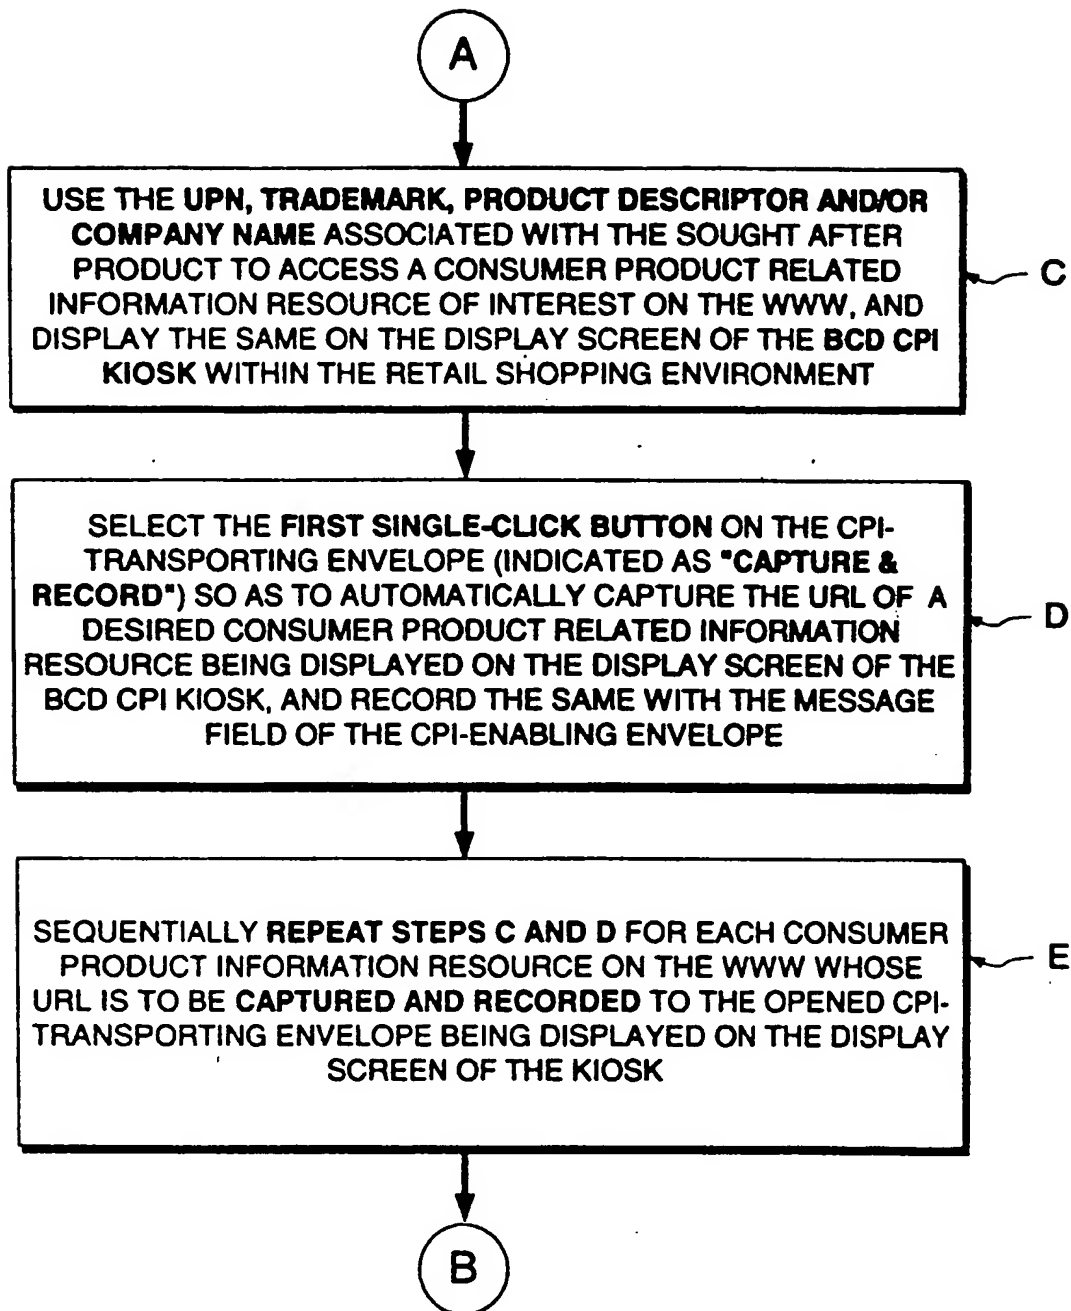 A
USE THE UPN, TRADEMARK, PRODUCT DESCRIPTOR AND/OR
COMPANY NAME ASSOCIATED WITH THE SOUGHT AFTER
PRODUCT TO ACCESS A CONSUMER PRODUCT RELATED
INFORMATION RESOURCE OF INTEREST ON THE WWW, AND
DISPLAY THE SAME ON THE DISPLAY SCREEN OF THE BCD CPI
KIOSK WITHIN THE RETAIL SHOPPING ENVIRONMENT
C
SELECT THE FIRST SINGLE-CLICK BUTTON ON THE CPI-
TRANSPORTING ENVELOPE (INDICATED AS "CAPTURE &
RECORD") SO AS TO AUTOMATICALLY CAPTURE THE URL OF A
DESIRED CONSUMER PRODUCT RELATED INFORMATION
RESOURCE BEING DISPLAYED ON THE DISPLAY SCREEN OF THE
BCD CPI KIOSK, AND RECORD THE SAME WITH THE MESSAGE
FIELD OF THE CPI-ENABLING ENVELOPE
D
SEQUENTIALLY REPEAT STEPS C AND D FOR EACH CONSUMER
PRODUCT INFORMATION RESOURCE ON THE WWW WHOSE
URL IS TO BE CAPTURED AND RECORDED TO THE OPENED CPI-
TRANSPORTING ENVELOPE BEING DISPLAYED ON THE DISPLAY
SCREEN OF THE KIOSK
E
B